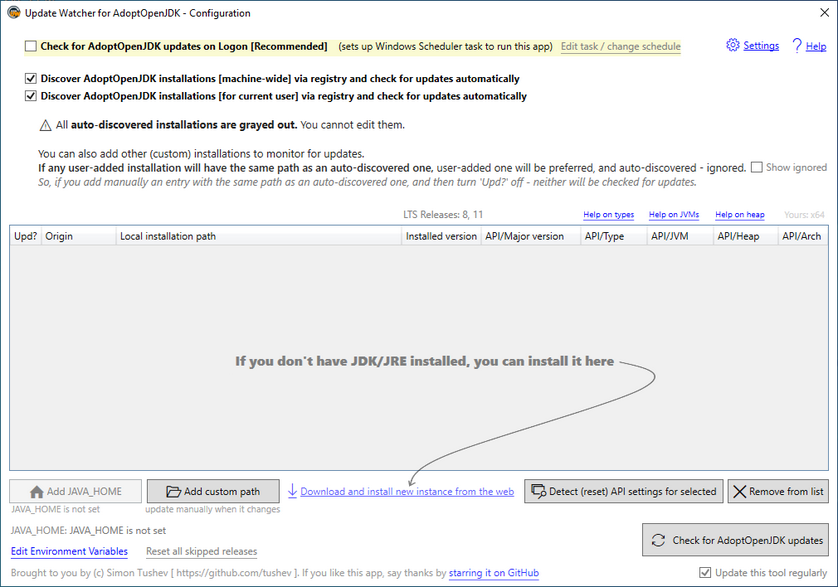 Update Watcher for AdoptOpenJDK - Configuration
Check for AdoptOpenJDK updates on Logon [Recommended] (sets up Windows Scheduler task to run this app) Edit task / change schedule Settings Help
Discover AdoptOpenJDK installations [machine-wide] via registry and check for updates automatically
Discover AdoptOpenJDK installations [for current user] via registry and check for updates automatically
All auto-discovered installations are grayed out. You cannot edit them.
You can also add other (custom) installations to monitor for updates.
If any user-added installation will have the same path as an auto-discovered one, user-added one will be preferred, and auto-discovered - ignored. Show ignored
So, if you add manually an entry with the same path as an auto-discovered one, and then turn 'Upd?' off - neither will be checked for updates.
LTS Releases: 8, 11 Help on types Help on JVMs Help on heap Yours: x64
Upd? Origin Local installation path Installed version API/Major version API/Type API/JVM API/Heap API/Arch
If you don't have JDK/JRE installed, you can install it here
Add JAVA_HOME Add custom path Download and install new instance from the web Detect (reset) API settings for selected Remove from list
JAVA_HOME is not set update manually when it changes
JAVA_HOME: JAVA_HOME is not set
Edit Environment Variables Reset all skipped releases Check for AdoptOpenJDK updates
Brought to you by (c) Simon Tushev [ https://github.com/tushev ]. If you like this app, say thanks by starring it on GitHub Update this tool regularly